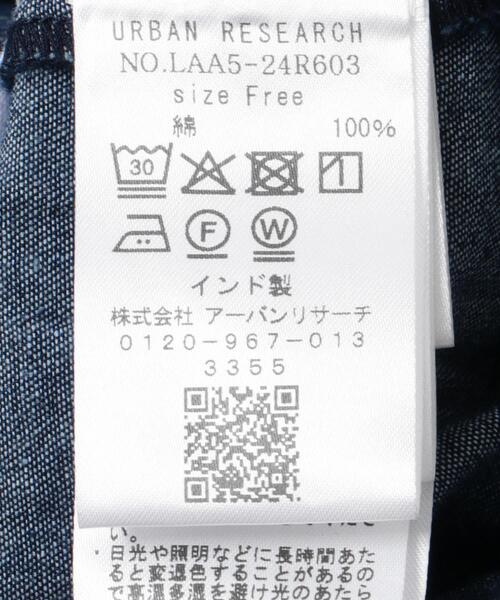 URBAN RESEARCH
NO.LAA5-24R603
size Free
綿 100%
30
F W
インド製
株式会社 アーバンリサーチ
0120-967-013
3355
い。
・日光や照明などに長時間あた
ると変退色することがあるの
で高温多湿を避け光のあたら